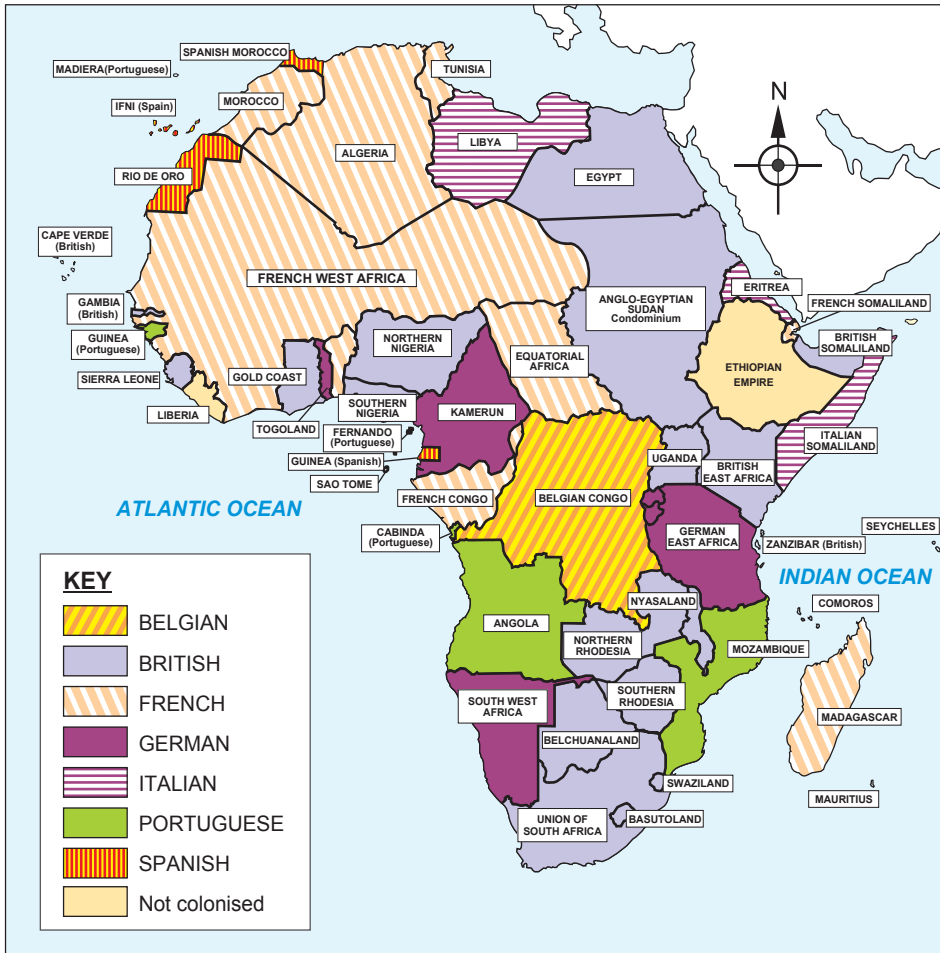 SPANISH MOROCCO
MADIERA(Portuguese)
TUNISIA
MOROCCO
IFNI (Spain)
N
ALGERIA
LIBYA
RIO DE ORO
EGYPT
CAPE VERDE
(British)
FRENCH WEST AFRICA
ERITREA
GAMBIA
(British)
ANGLO-EGYPTIAN
SUDAN
Condominium
FRENCH SOMALILAND
GUINEA
(Portuguese)
NORTHERN
NIGERIA
BRITISH
SOMALILAND
EQUATORIAL
AFRICA
ETHIOPIAN
EMPIRE
SIERRA LEONE
GOLD COAST
LIBERIA
SOUTHERN
NIGERIA
KAMERUN
TOGOLAND
FERNANDO
(Portuguese)
ITALIAN
SOMALILAND
UGANDA
GUINEA (Spanish)
BRITISH
EAST AFRICA
SAO TOME
FRENCH CONGO
BELGIAN CONGO
ATLANTIC OCEAN
CABINDA
(Portuguese)
GERMAN
EAST AFRICA
SEYCHELLES
ZANZIBAR (British)
INDIAN OCEAN
NYASALAND
COMOROS
ANGOLA
NORTHERN
RHODESIA
MOZAMBIQUE
SOUTH WEST
AFRICA
SOUTHERN
RHODESIA
MADAGASCAR
BELCHUANALAND
SWAZILAND
MAURITIUS
UNION OF
SOUTH AFRICA
BASUTOLAND
KEY
BELGIAN
BRITISH
FRENCH
GERMAN
ITALIAN
PORTUGUESE
SPANISH
Not colonised